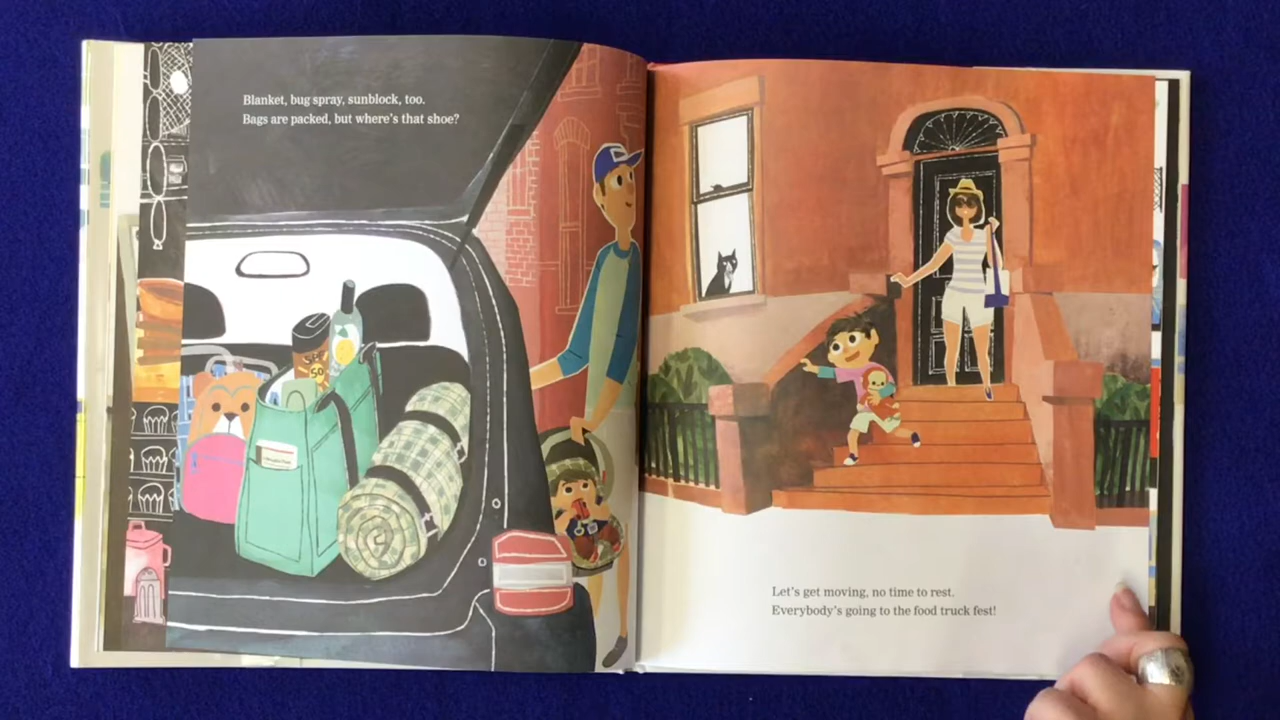 Blanket, bug spray, sunblock, too.
Bags are packed, but where's that shoe?
50
Let's get moving, no time to rest.
Everybody's going to the food truck fest!